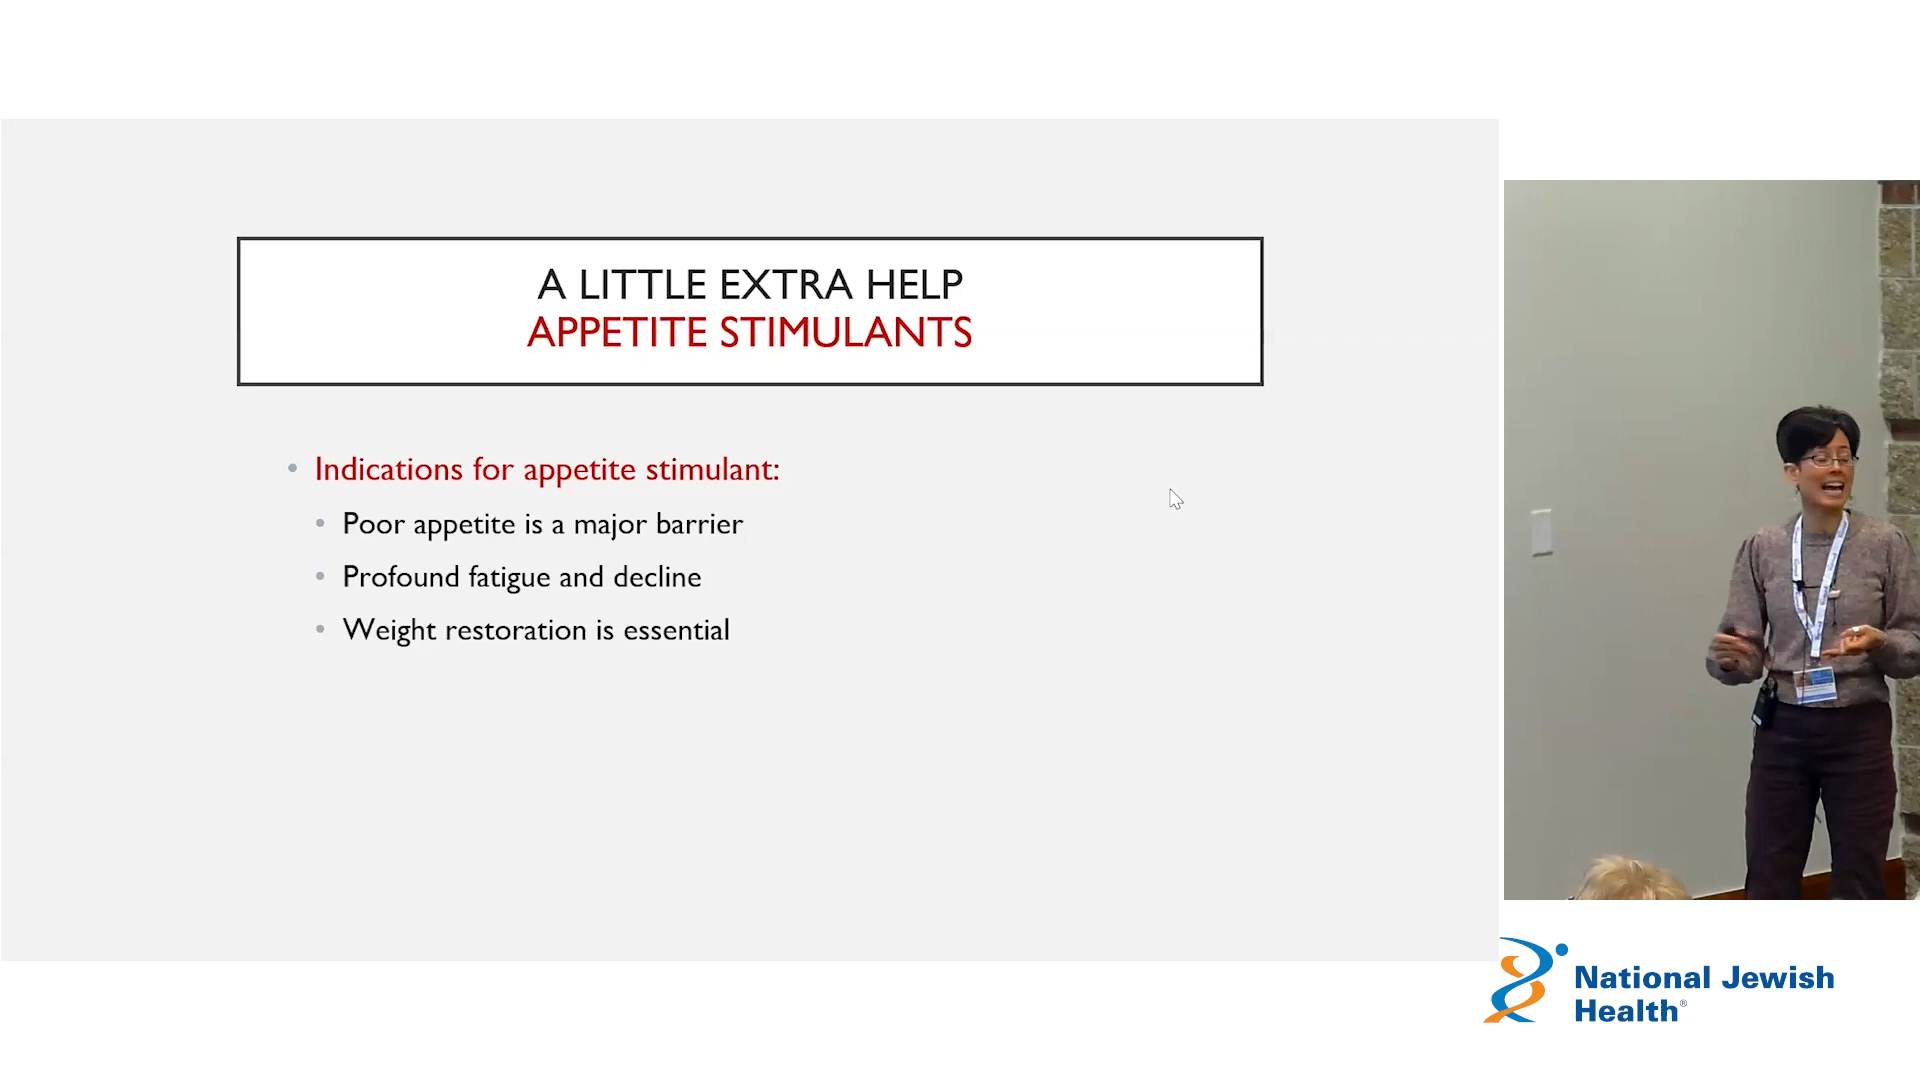 A LITTLE EXTRA HELP
APPETITE STIMULANTS
• Indications for appetite stimulant:
• Poor appetite is a major barrier
• Profound fatigue and decline
• Weight restoration is essential
National Jewish
Health®